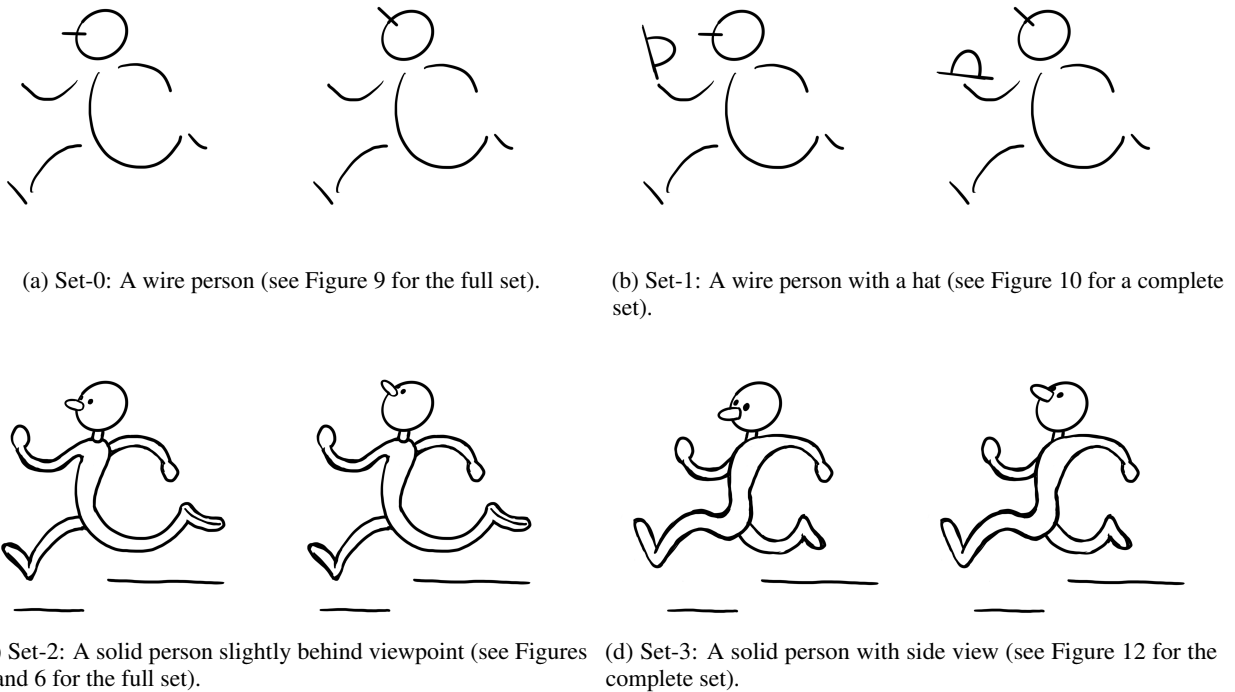 (a) Set-0: A wire person (see Figure 9 for the full set).
(b) Set-1: A wire person with a hat (see Figure 10 for a complete
set).
Set-2: A solid person slightly behind viewpoint (see Figures
and 6 for the full set).
(d) Set-3: A solid person with side view (see Figure 12 for the
complete set).